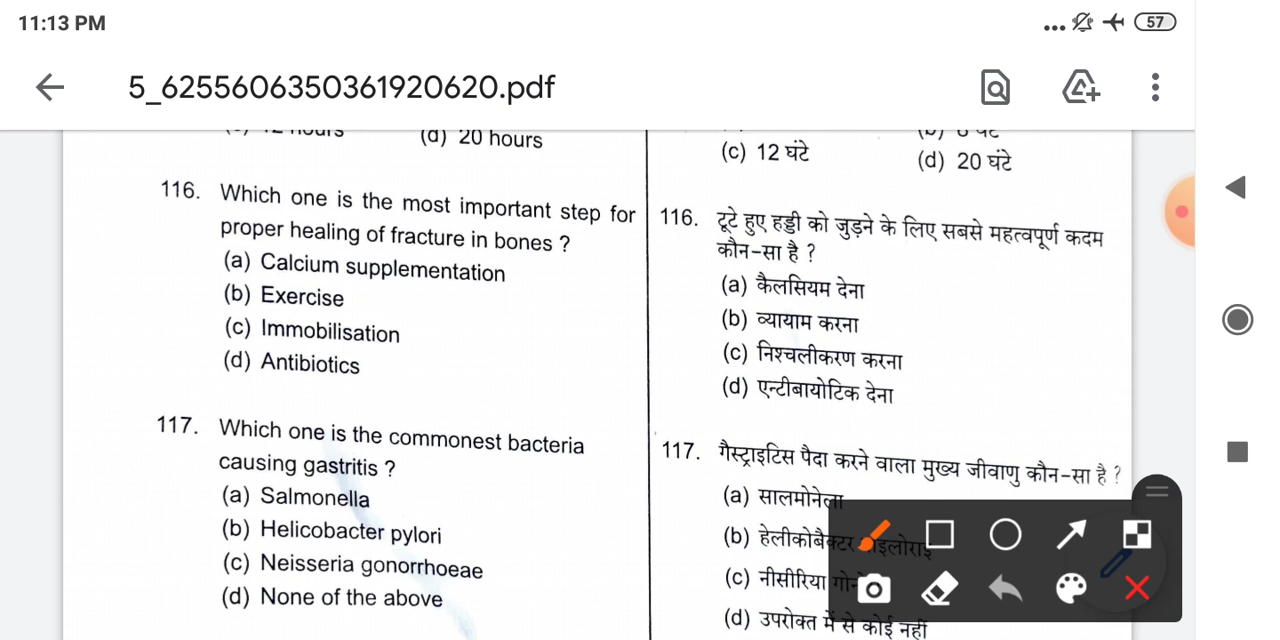 11:13 PM
57
5_6255606350361920620.pdf
(d) 20 hours
116. Which one is the most important step for
proper healing of fracture in bones ?
(a) Calcium supplementation
(b) Exercise
(c) Immobilisation
(d) Antibiotics
117. Which one is the commonest bacteria
causing gastritis ?
(a) Salmonella
(b) Helicobacter pylori
(c) Neisseria gonorrhoeae
(d) None of the above
(c) 12 घंटे
(d) 20 घंटे
116. टूटे हुए हड्डी को जुड़ने के लिए सबसे महत्वपूर्ण कदम
कौन-सा है ?
(a) कैलसियम देना
(b) व्यायाम करना
(c) निश्चलीकरण करना
(d) एन्टीबायोटिक देना
117. गैस्ट्राइटिस पैदा करने वाला मुख्य जीवाणु कौन-सा है ?
(a) सालमोनेला
(b) हेलीकोबैक्टर
(c) नीसीरिया
(d) उपरोक्त में से कोई नहीं